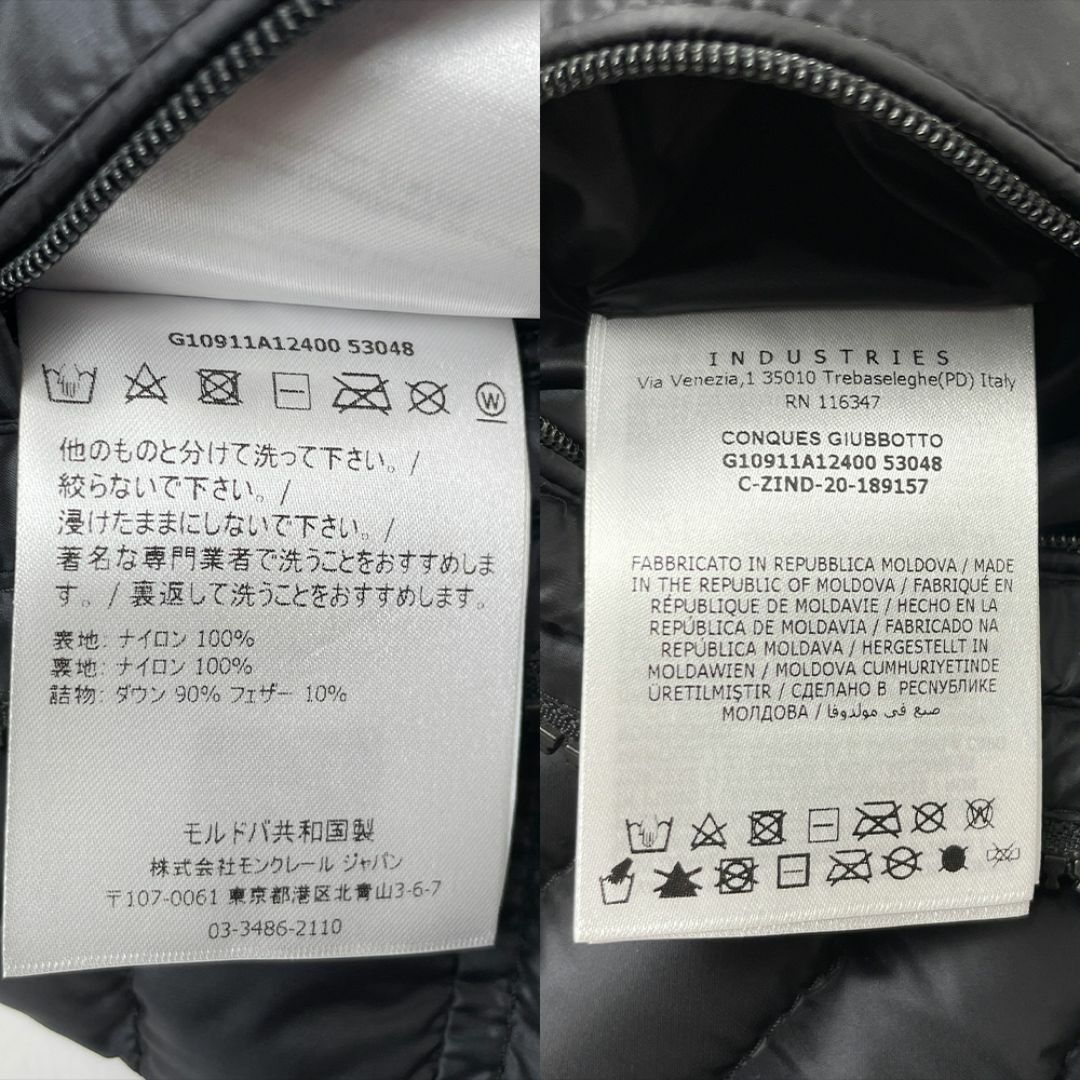 G10911A12400 53048
W
他のものと分けて洗って下さい。/
絞らないで下さい。/
浸けたままにしないで下さい。/
著名な専門業者で洗うことをおすすめしま
す。/ 裏返して洗うことをおすすめします。
表地: ナイロン 100%
裏地: ナイロン 100%
詰物: ダウン 90% フェザー 10%
モルドバ共和国製
株式会社モンクレール ジャパン
〒107-0061 東京都港区北青山3-6-7
03-3486-2110
INDUSTRIES
Via Venezia,1 35010 Trebaseleghe(PD) Italy
RN 116347
CONQUES GIUBBOTTO
G10911A12400 53048
C-ZIND-20-189157
FABBRICATO IN REPUBBLICA MOLDOVA / MADE
IN THE REPUBLIC OF MOLDOVA / FABRIQUÉ EN
RÉPUBLIQUE DE MOLDAVIE / HECHO EN LA
REPÚBLICA DE MOLDAVIA / FABRICADO NA
REPÚBLICA MOLDAVA / HERGESTELLT IN
MOLDAWIEN / MOLDOVA CUMHURIYETINDE
ÜRETILMIŞTIR / СДЕЛАНО В РЕСПУБЛИКЕ
МОЛДОВА / صنع في مولدوفا
W